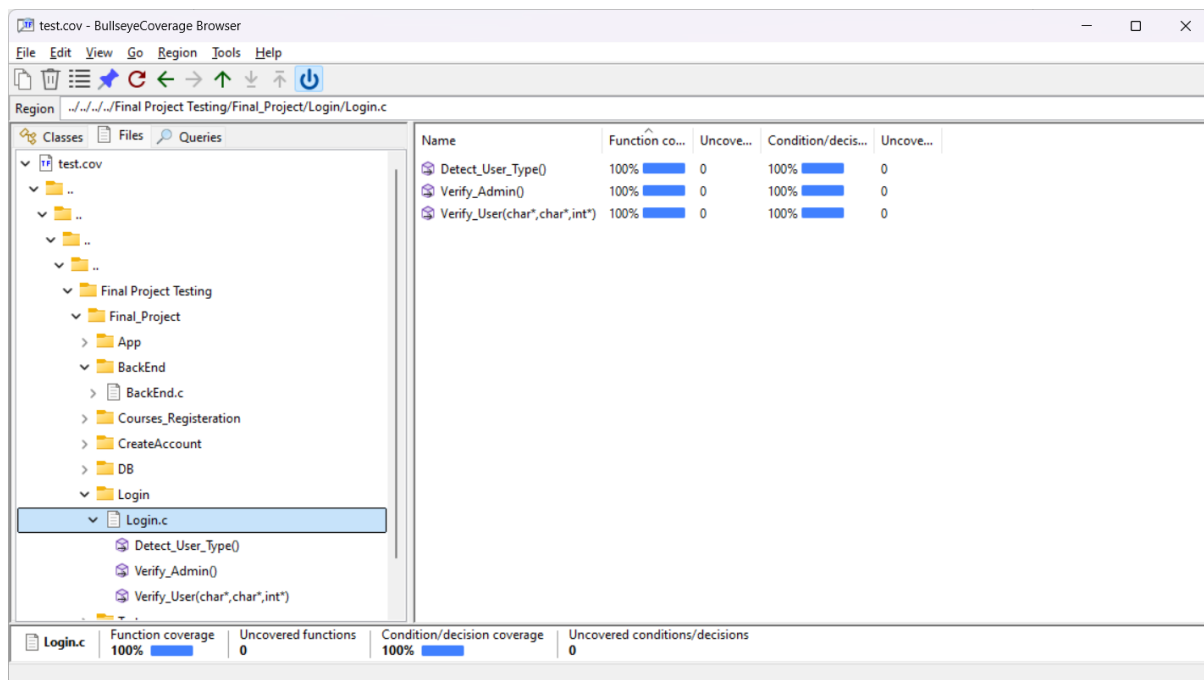 test.cov - BullseyeCoverage Browser
File Edit View Go Region Tools Help
Region ../../../../Final Project Testing/Final_Project/Login/Login.c
Classes Files Queries
test.cov
..
..
..
..
Final Project Testing
Final_Project
App
BackEnd
BackEnd.c
Courses_Registeration
CreateAccount
DB
Login
Login.c
Detect_User_Type()
Verify_Admin()
Verify_User(char*,char*,int*)
Name Function co... Uncove... Condition/decis... Uncove...
Detect_User_Type() 100% 0 100% 0
Verify_Admin() 100% 0 100% 0
Verify_User(char*,char*,int*) 100% 0 100% 0
Login.c
Function coverage Uncovered functions Condition/decision coverage Uncovered conditions/decisions
100% 0 100% 0